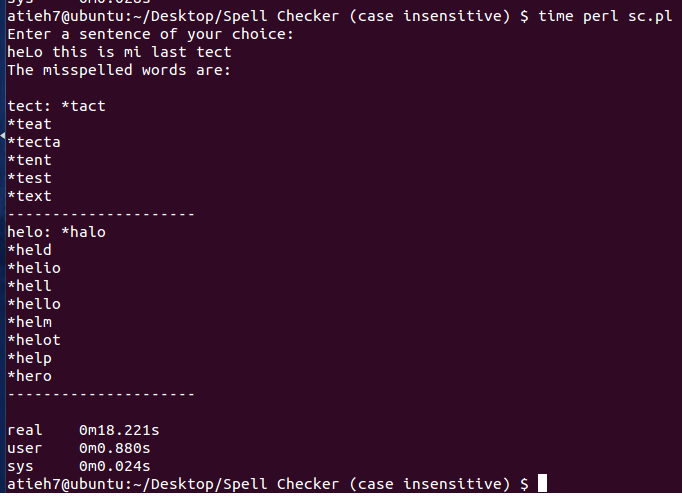 sys     0m0.028s
atieh7@ubuntu:~/Desktop/Spell Checker (case insensitive) $ time perl sc.pl
Enter a sentence of your choice:
heLo this is mi last tect
The misspelled words are:

tect: *tact
*teat
*tecta
*tent
*test
*text
---------------------
helo: *halo
*held
*helio
*hell
*hello
*helm
*helot
*help
*hero
---------------------

real    0m18.221s
user    0m0.880s
sys     0m0.024s
atieh7@ubuntu:~/Desktop/Spell Checker (case insensitive) $